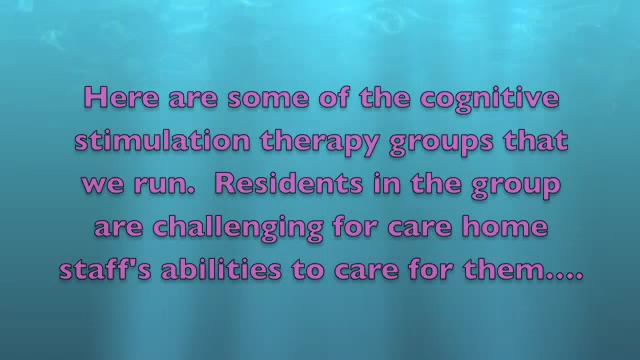 Here are some of the cognitive
stimulation therapy groups that
we run.  Residents in the group
are challenging for care home
staff's abilities to care for them....